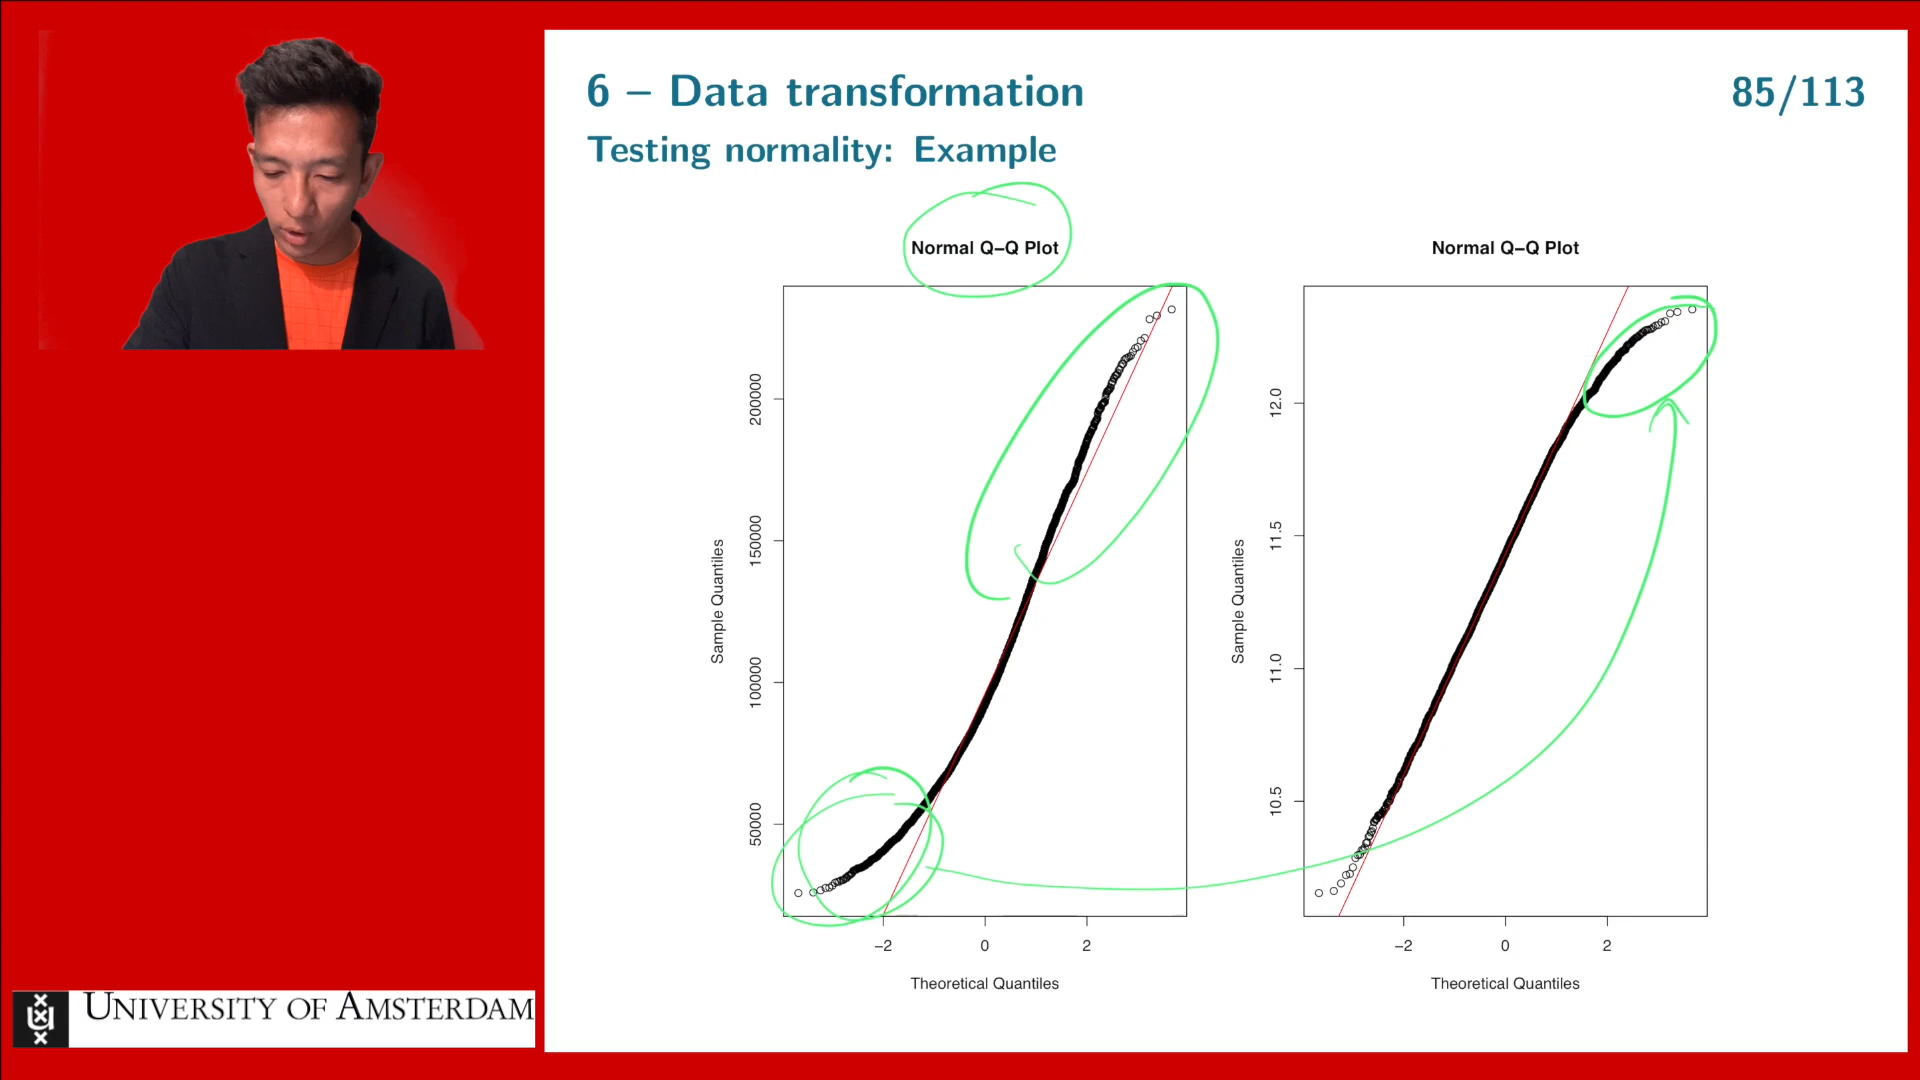 6 – Data transformation
85/113
Testing normality: Example
Normal Q–Q Plot
Sample Quantiles
200000
150000
100000
50000
−2 0 2
Theoretical Quantiles
Normal Q–Q Plot
Sample Quantiles
12.0
11.5
11.0
10.5
−2 0 2
Theoretical Quantiles
UNIVERSITY OF AMSTERDAM